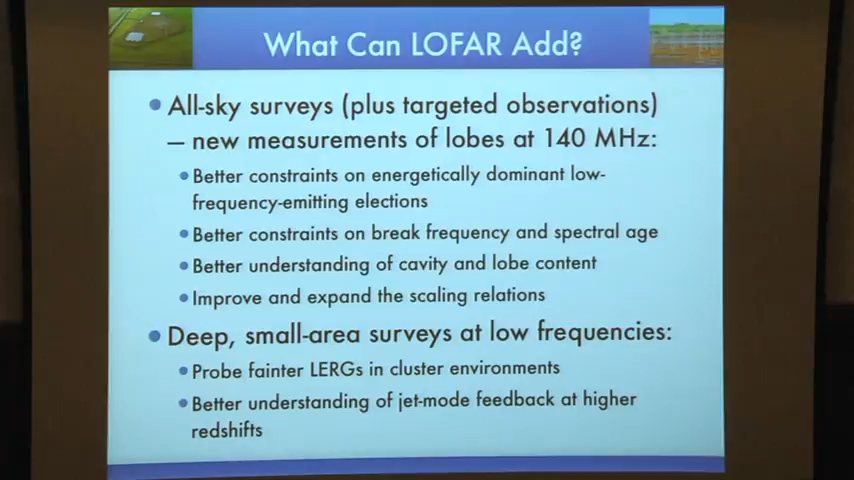 What Can LOFAR Add?
• All-sky surveys (plus targeted observations)
– new measurements of lobes at 140 MHz:
• Better constraints on energetically dominant low-
frequency-emitting elections
• Better constraints on break frequency and spectral age
• Better understanding of cavity and lobe content
• Improve and expand the scaling relations
• Deep, small-area surveys at low frequencies:
• Probe fainter LERGs in cluster environments
• Better understanding of jet-mode feedback at higher
redshifts